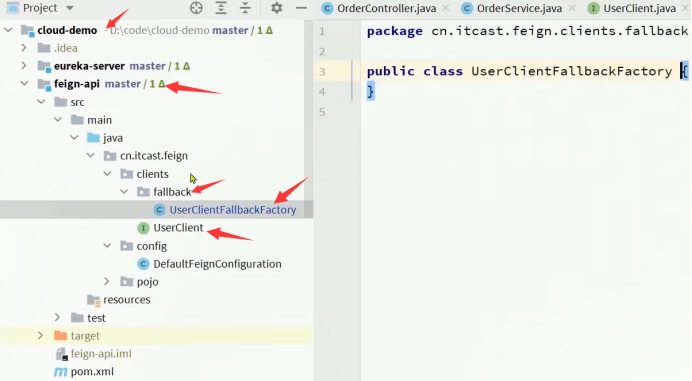 Project
cloud-demo D:\code\cloud-demo master / 1 Δ
.idea
eureka-server master / 1 Δ
feign-api master / 1 Δ
src
main
java
cn.itcast.feign
clients
fallback
UserClientFallbackFactory
UserClient
config
DefaultFeignConfiguration
pojo
resources
test
target
feign-api.iml
pom.xml
OrderController.java OrderService.java UserClient.java
1 package cn.itcast.feign.clients.fallback
2
3 public class UserClientFallbackFactory {
4 }
5